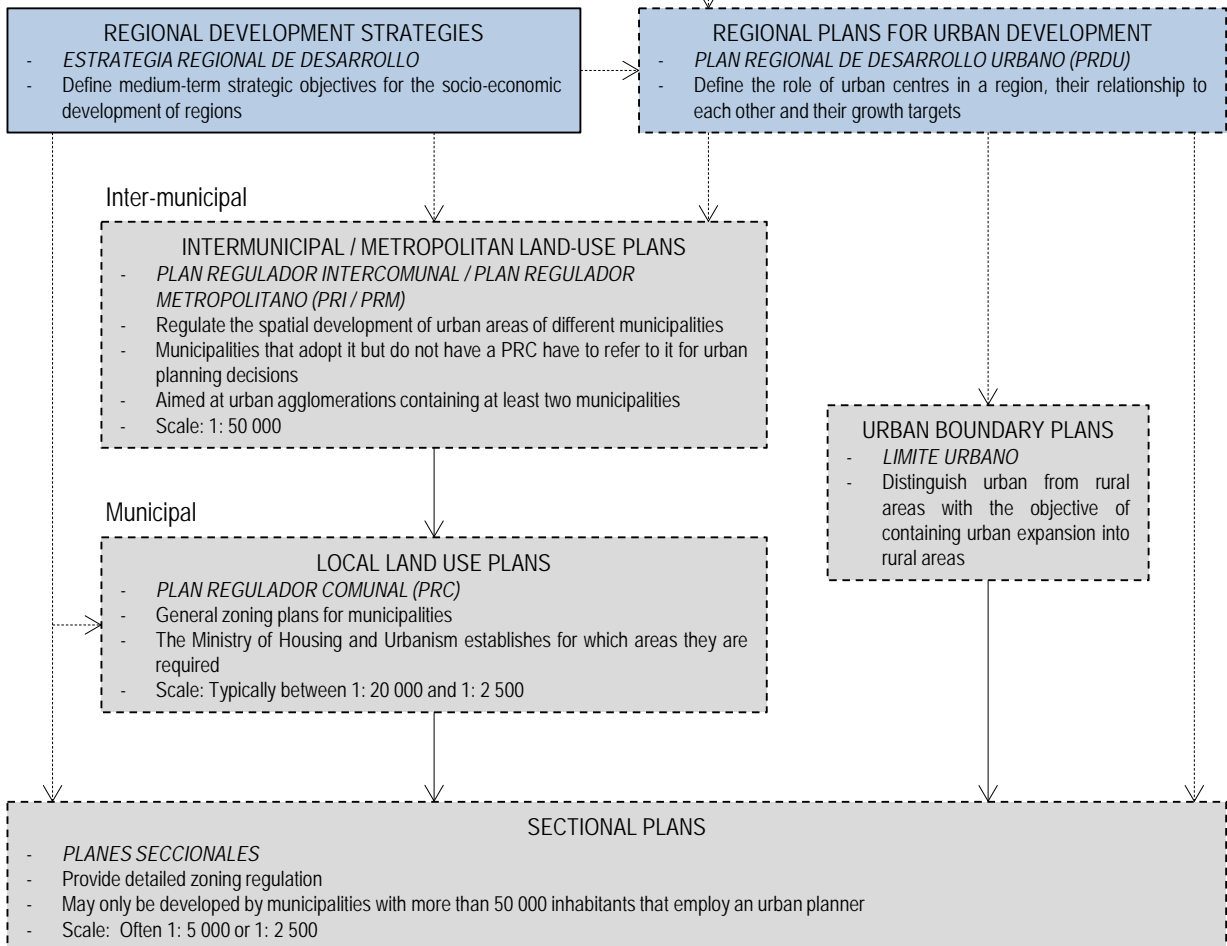 REGIONAL DEVELOPMENT STRATEGIES
- ESTRATEGIA REGIONAL DE DESARROLLO
- Define medium-term strategic objectives for the socio-economic
development of regions
REGIONAL PLANS FOR URBAN DEVELOPMENT
- PLAN REGIONAL DE DESARROLLO URBANO (PRDU)
- Define the role of urban centres in a region, their relationship to
each other and their growth targets
Inter-municipal
INTERMUNICIPAL / METROPOLITAN LAND-USE PLANS
- PLAN REGULADOR INTERCOMUNAL / PLAN REGULADOR
METROPOLITANO (PRI / PRM)
- Regulate the spatial development of urban areas of different municipalities
- Municipalities that adopt it but do not have a PRC have to refer to it for urban
planning decisions
- Aimed at urban agglomerations containing at least two municipalities
- Scale: 1: 50 000
URBAN BOUNDARY PLANS
- LIMITE URBANO
- Distinguish urban from rural
areas with the objective of
containing urban expansion into
rural areas
Municipal
LOCAL LAND USE PLANS
- PLAN REGULADOR COMUNAL (PRC)
- General zoning plans for municipalities
- The Ministry of Housing and Urbanism establishes for which areas they are
required
- Scale: Typically between 1: 20 000 and 1: 2 500
SECTIONAL PLANS
- PLANES SECCIONALES
- Provide detailed zoning regulation
- May only be developed by municipalities with more than 50 000 inhabitants that employ an urban planner
- Scale: Often 1: 5 000 or 1: 2 500